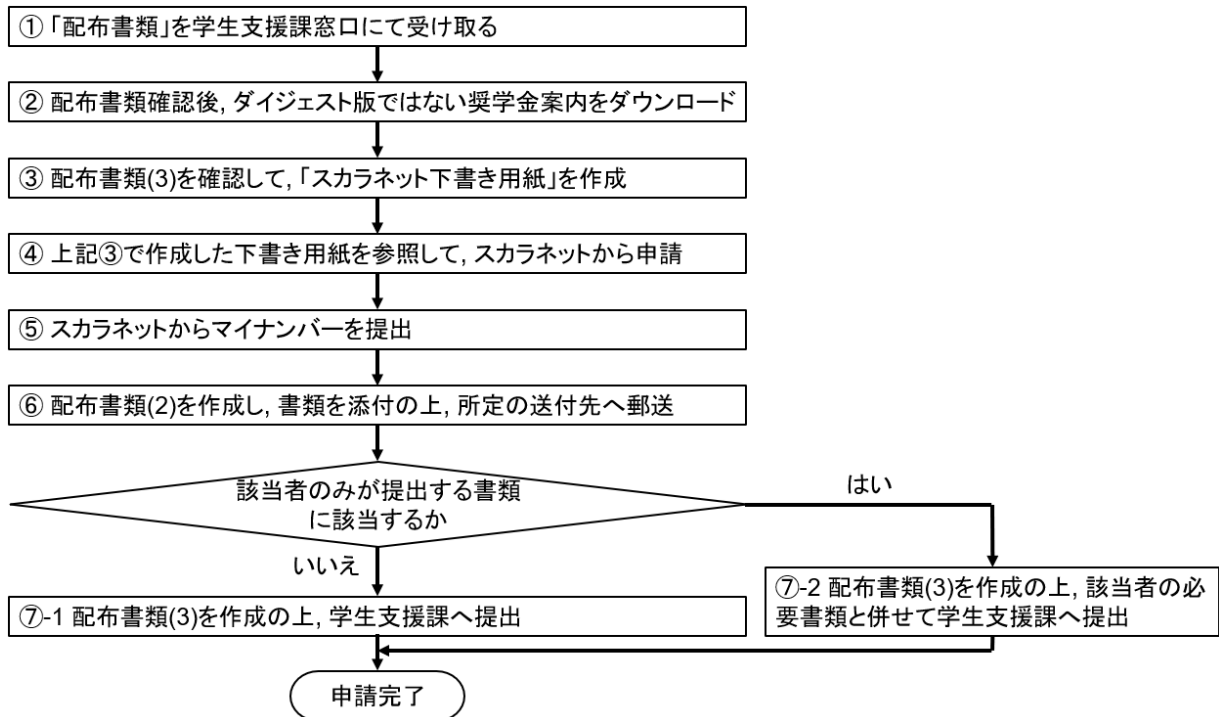 ①「配布書類」を学生支援課窓口にて受け取る
② 配布書類確認後, ダイジェスト版ではない奨学金案内をダウンロード
③ 配布書類(3)を確認して,「スカラネット下書き用紙」を作成
④ 上記③で作成した下書き用紙を参照して, スカラネットから申請
⑤ スカラネットからマイナンバーを提出
⑥ 配布書類(2)を作成し, 書類を添付の上, 所定の送付先へ郵送
該当者のみが提出する書類
に該当するか
はい
いいえ
⑦-1 配布書類(3)を作成の上, 学生支援課へ提出
⑦-2 配布書類(3)を作成の上, 該当者の必
要書類と併せて学生支援課へ提出
申請完了